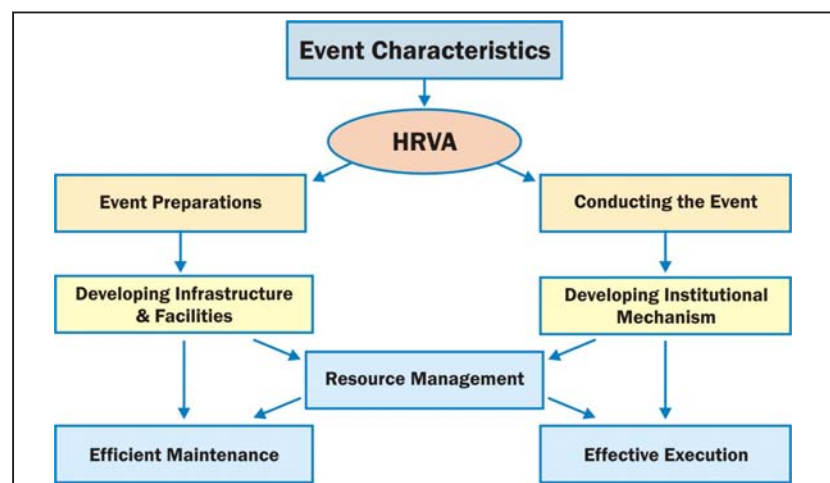 Event Characteristics
HRVA
Event Preparations
Conducting the Event
Developing Infrastructure
& Facilities
Developing Institutional
Mechanism
Resource Management
Efficient Maintenance
Effective Execution